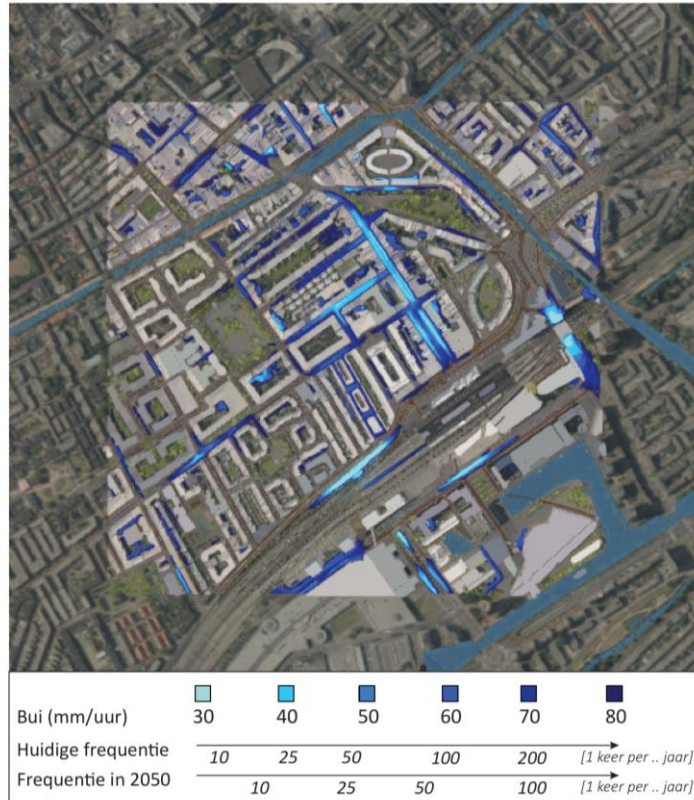 Bui (mm/uur) 30 40 50 60 70 80
Huidige frequentie 10 25 50 100 200 [1 keer per .. jaar]
Frequentie in 2050 10 25 50 100 [1 keer per .. jaar]